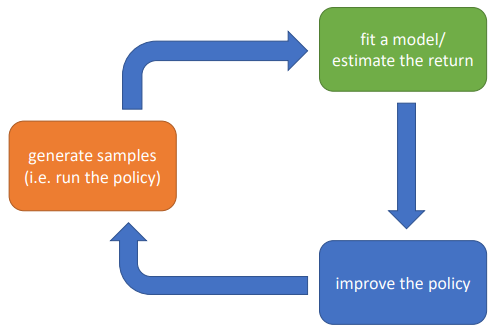 fit a model/
estimate the return
generate samples
(i.e. run the policy)
improve the policy